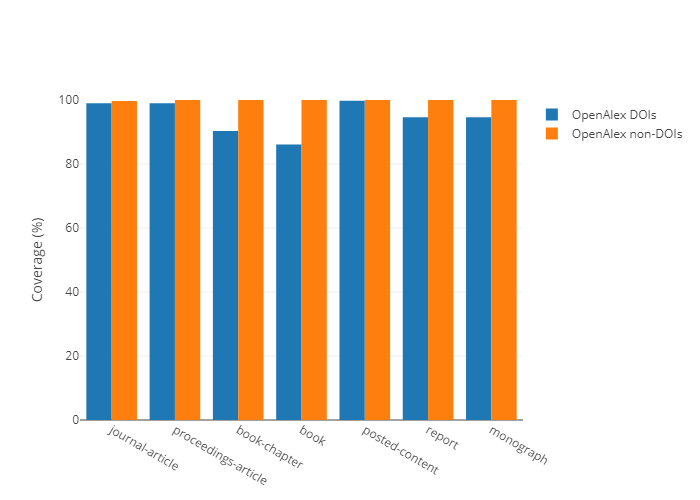 100
80
60
40
20
0
Coverage (%)
journal-article
proceedings-article
book-chapter
book
posted-content
report
monograph
OpenAlex DOIs
OpenAlex non-DOIs